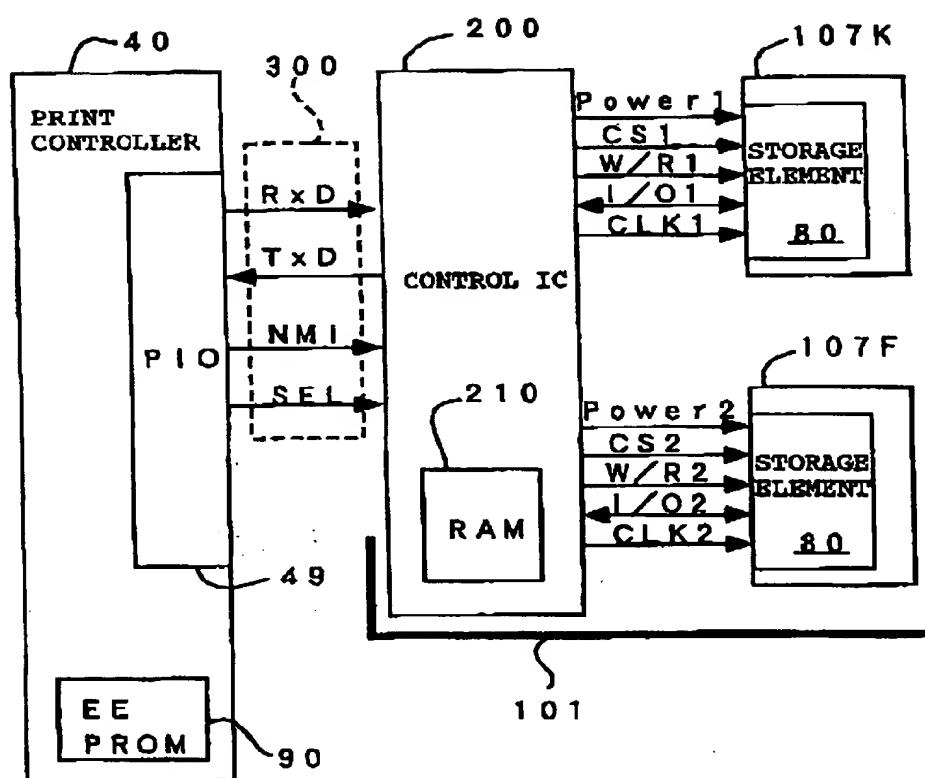 40
PRINT
CONTROLLER
PIO
49
EE
PROM
90
300
RxD
TxD
NMI
SEL
200
CONTROL IC
210
RAM
101
Power1
CS1
W/R1
I/O1
CLK1
107K
STORAGE
ELEMENT
80
Power2
CS2
W/R2
I/O2
CLK2
107F
STORAGE
ELEMENT
80